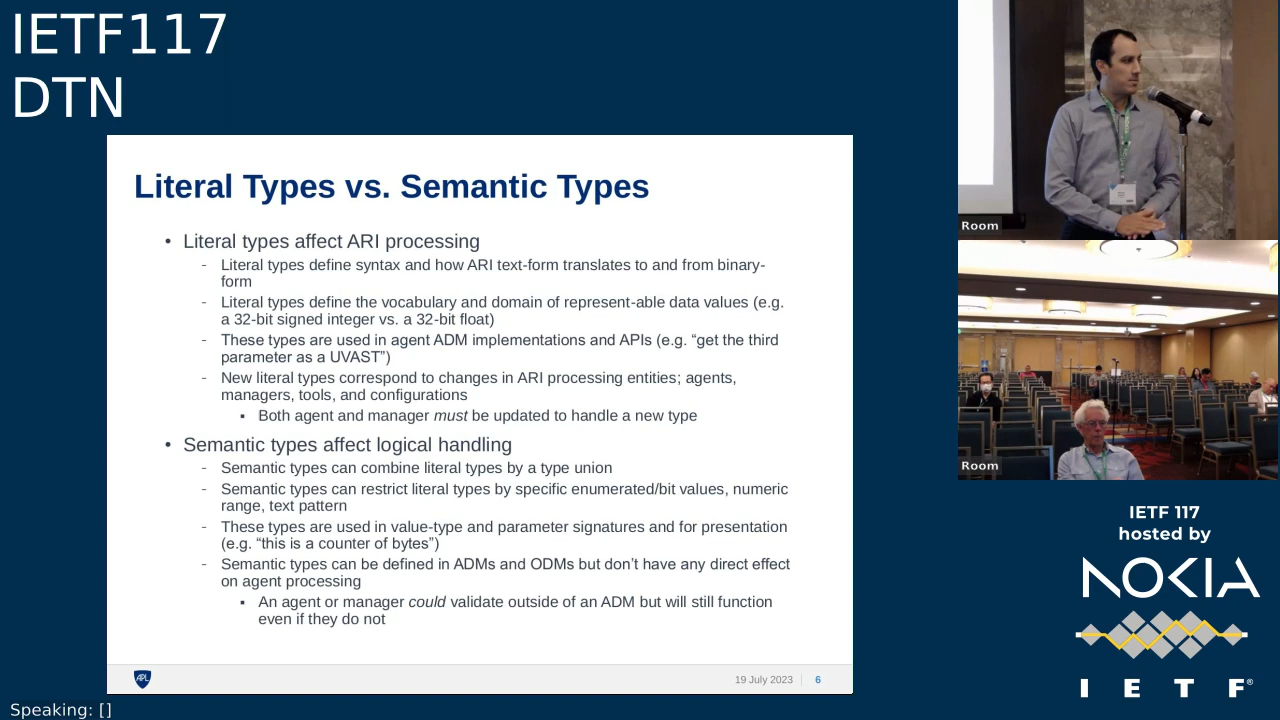 IETF117
DTN
Literal Types vs. Semantic Types
• Literal types affect ARI processing
- Literal types define syntax and how ARI text-form translates to and from binary-
form
- Literal types define the vocabulary and domain of represent-able data values (e.g.
a 32-bit signed integer vs. a 32-bit float)
- These types are used in agent ADM implementations and APIs (e.g. “get the third
parameter as a UVAST”)
- New literal types correspond to changes in ARI processing entities; agents,
managers, tools, and configurations
▪ Both agent and manager must be updated to handle a new type
• Semantic types affect logical handling
- Semantic types can combine literal types by a type union
- Semantic types can restrict literal types by specific enumerated/bit values, numeric
range, text pattern
- These types are used in value-type and parameter signatures and for presentation
(e.g. “this is a counter of bytes”)
- Semantic types can be defined in ADMs and ODMs but don’t have any direct effect
on agent processing
▪ An agent or manager could validate outside of an ADM but will still function
even if they do not
APL
19 July 2023 6
Speaking: []
Room
Room
IETF 117
hosted by
NOKIA
I E T F®